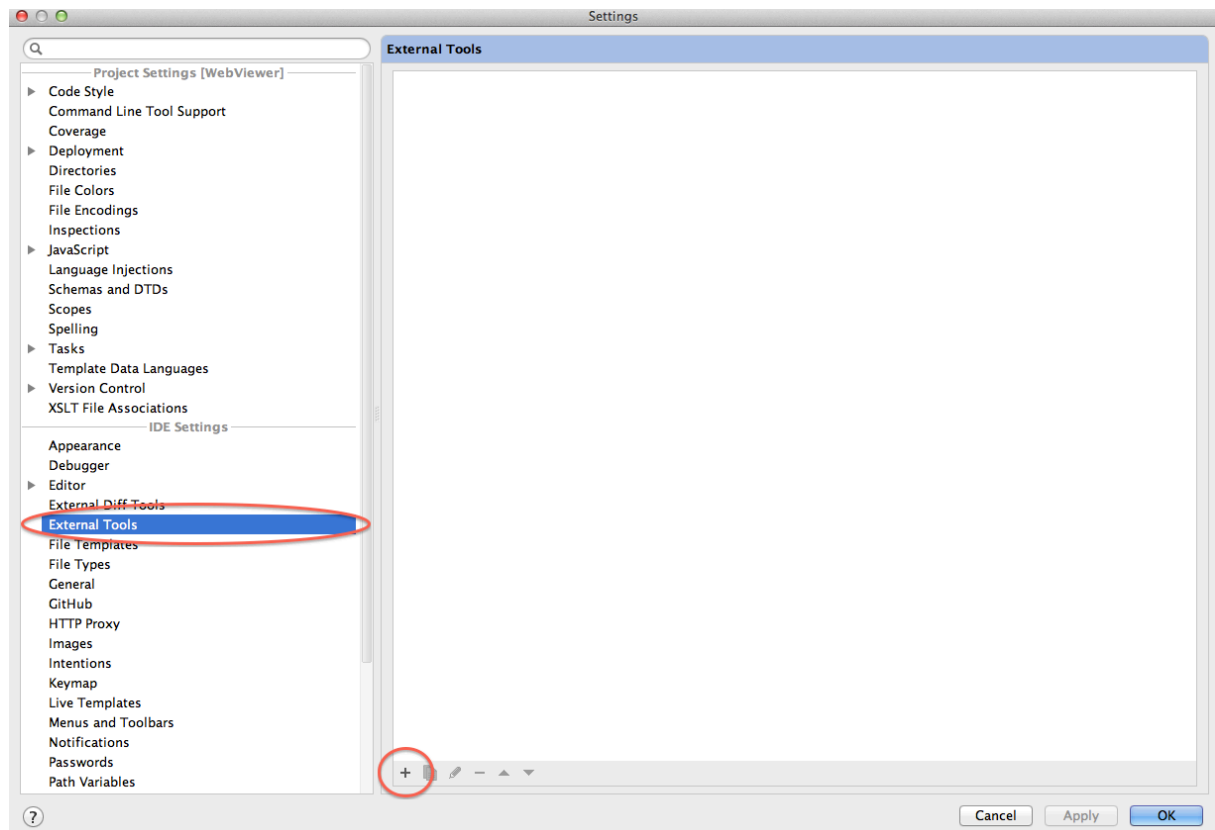 Settings
External Tools
Project Settings [WebViewer]
Code Style
Command Line Tool Support
Coverage
Deployment
Directories
File Colors
File Encodings
Inspections
JavaScript
Language Injections
Schemas and DTDs
Scopes
Spelling
Tasks
Template Data Languages
Version Control
XSLT File Associations
IDE Settings
Appearance
Debugger
Editor
External Diff Tools
External Tools
File Templates
File Types
General
GitHub
HTTP Proxy
Images
Intentions
Keymap
Live Templates
Menus and Toolbars
Notifications
Passwords
Path Variables
?
Cancel
Apply
OK